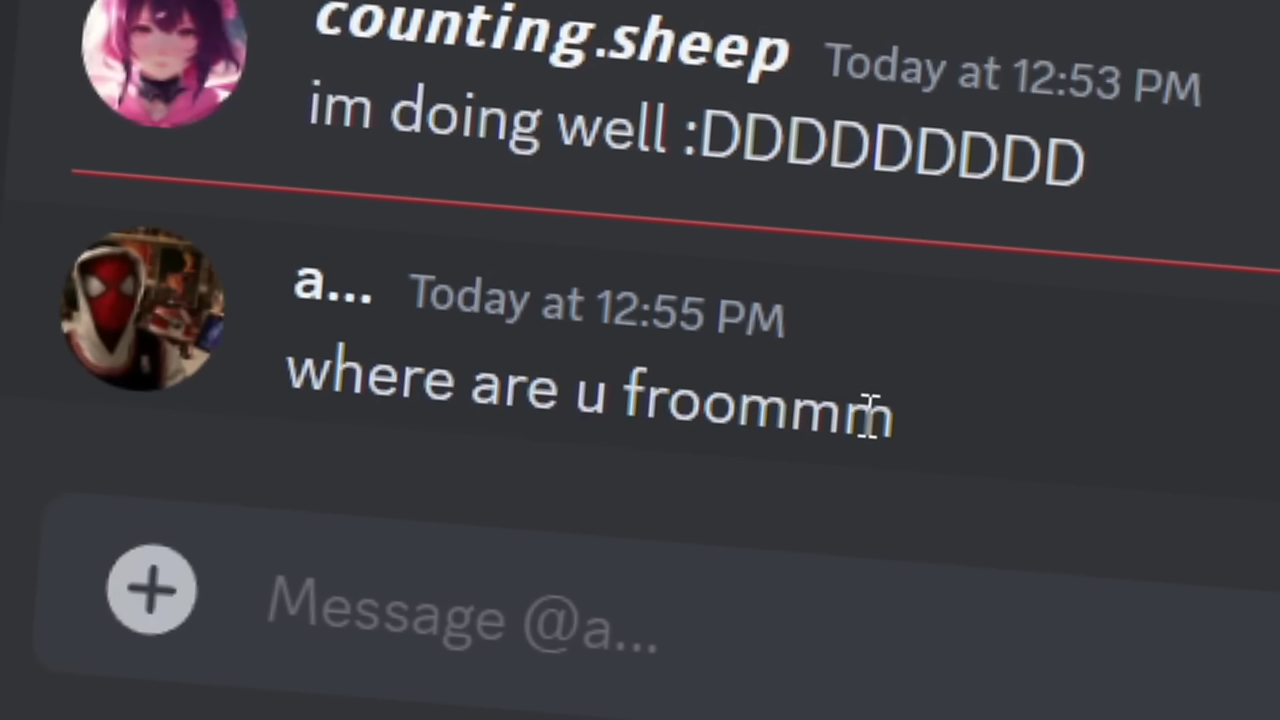 counting.sheep Today at 12:53 PM
im doing well :DDDDDDDDD
a... Today at 12:55 PM
where are u froommm
Message @a...